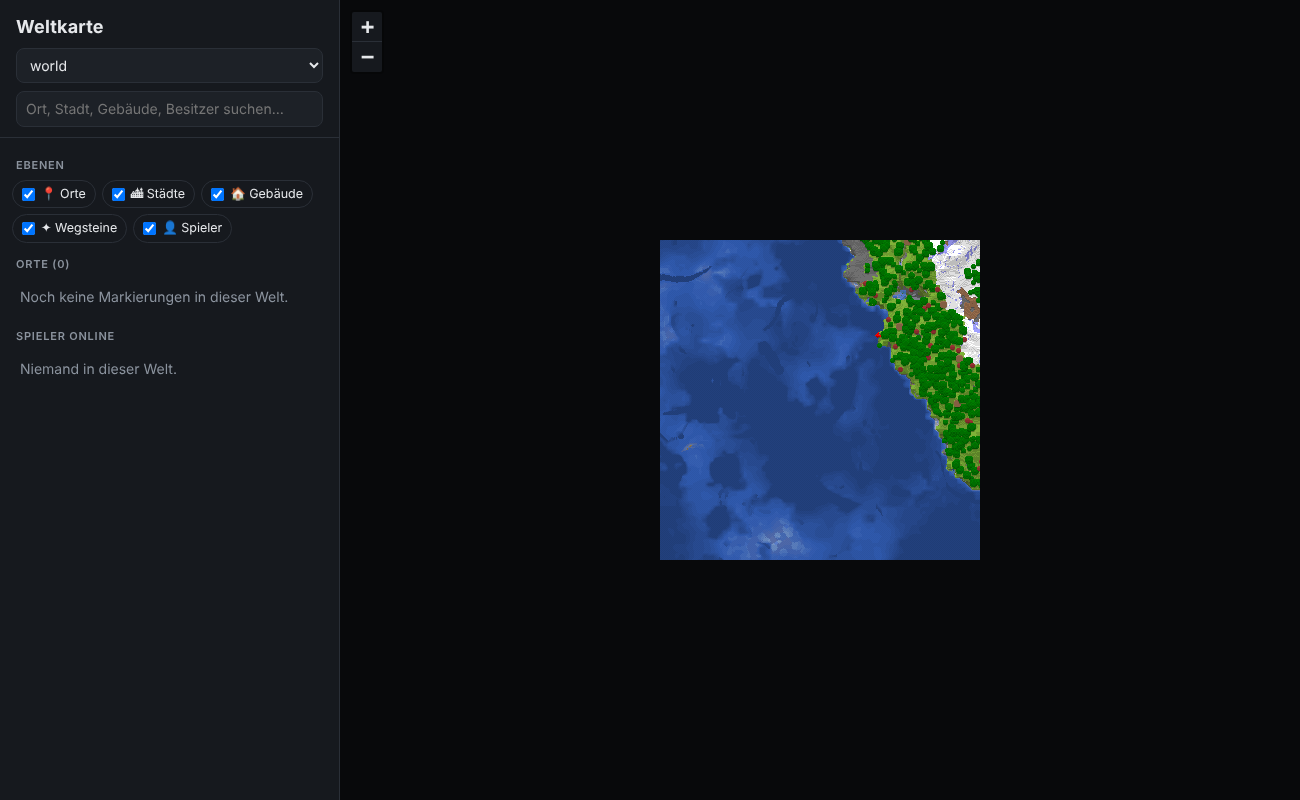 Weltkarte
world
Ort, Stadt, Gebäude, Besitzer suchen...
EBENEN
Orte
Städte
Gebäude
Wegsteine
Spieler
ORTE (0)
Noch keine Markierungen in dieser Welt.
SPIELER ONLINE
Niemand in dieser Welt.
+
−